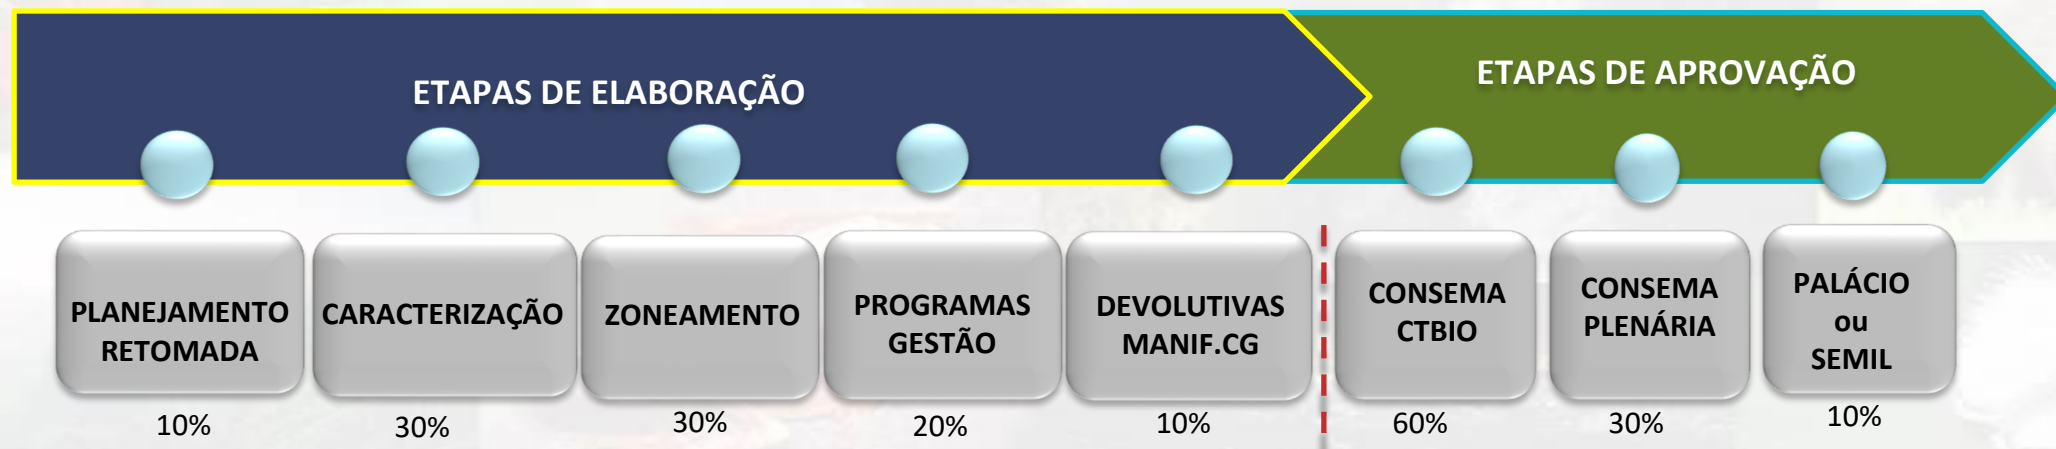 ETAPAS DE ELABORAÇÃO
ETAPAS DE APROVAÇÃO
PLANEJAMENTO
RETOMADA
10%
CARACTERIZAÇÃO
30%
ZONEAMENTO
30%
PROGRAMAS
GESTÃO
20%
DEVOLUTIVAS
MANIF.CG
10%
CONSEMA
CTBIO
60%
CONSEMA
PLENÁRIA
30%
PALÁCIO
ou
SEMIL
10%